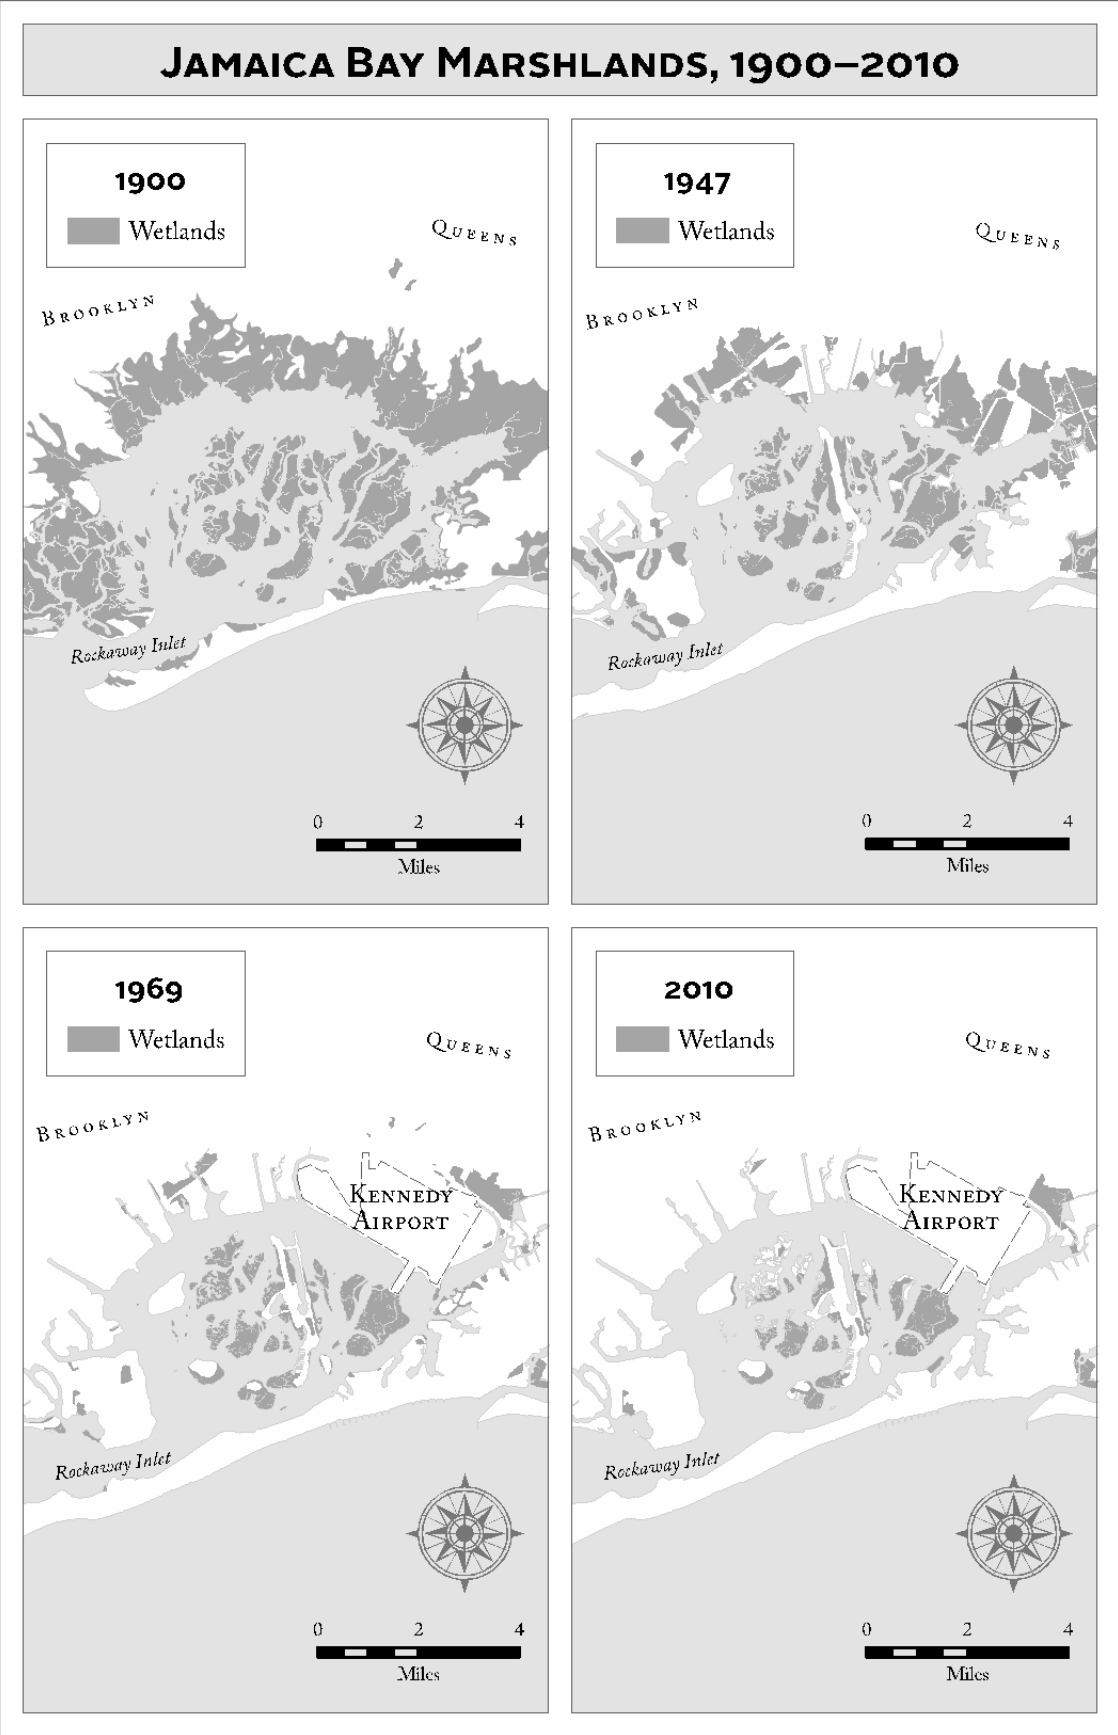 Jamaica Bay Marshlands, 1900–2010
1900
Wetlands
Queens
Brooklyn
Rockaway Inlet
0 2 4
Miles
1947
Wetlands
Queens
Brooklyn
Rockaway Inlet
0 2 4
Miles
1969
Wetlands
Queens
Brooklyn
Kennedy
Airport
Rockaway Inlet
0 2 4
Miles
2010
Wetlands
Queens
Brooklyn
Kennedy
Airport
Rockaway Inlet
0 2 4
Miles